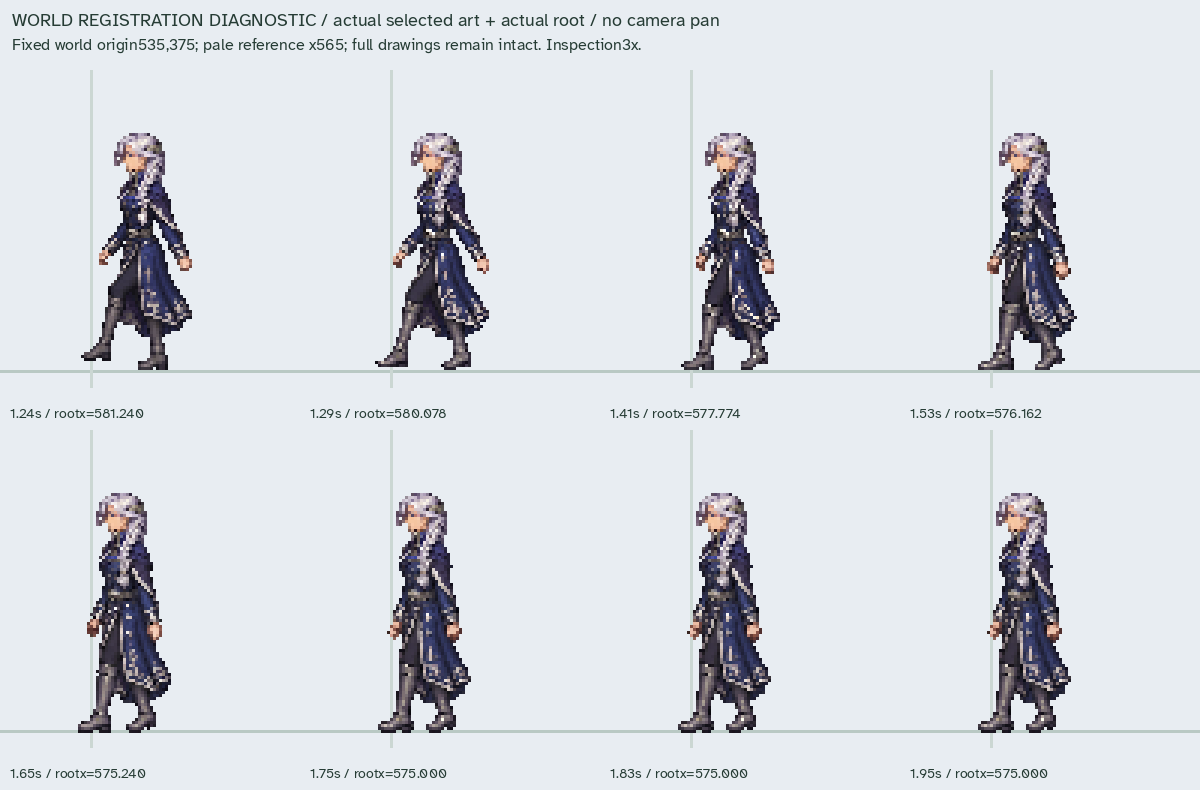 WORLD REGISTRATION DIAGNOSTIC / actual selected art + actual root / no camera pan
Fixed world origin535,375; pale reference x565; full drawings remain intact. Inspection3x.
1.24s / rootx=581.240
1.29s / rootx=580.078
1.41s / rootx=577.774
1.53s / rootx=576.162
1.65s / rootx=575.240
1.75s / rootx=575.000
1.83s / rootx=575.000
1.95s / rootx=575.000